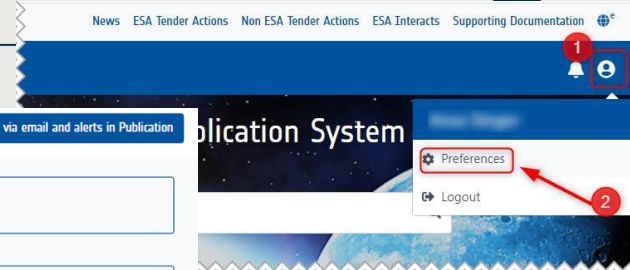 News ESA Tender Actions Non ESA Tender Actions ESA Interacts Supporting Documentation e
1
via email and alerts in Publication
plication System
Preferences
Logout
2